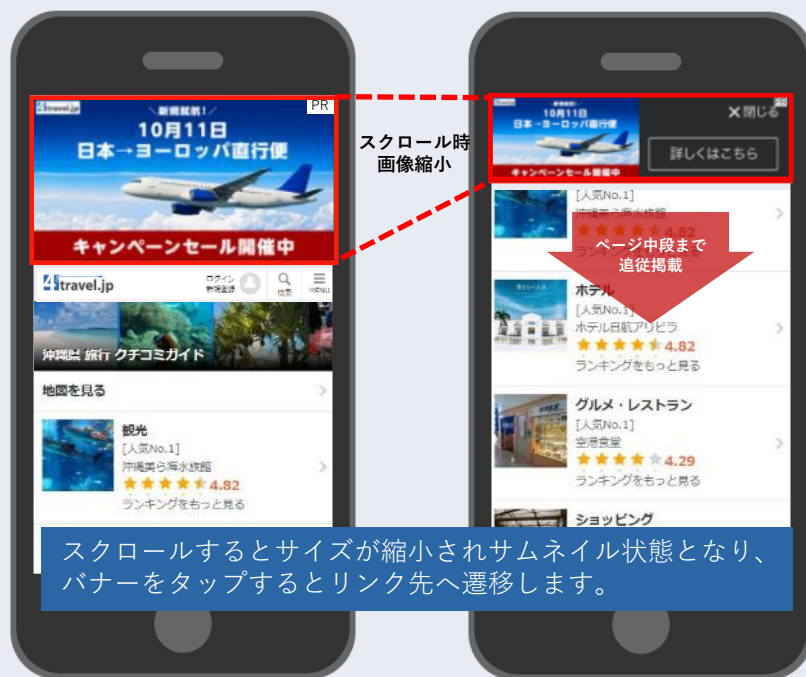 4travel.jp
PR
＼新規就航！／
10月11日
日本→ヨーロッパ直行便
キャンペーンセール開催中
4travel.jp
ログイン
新規登録
検索
MENU
沖縄県 旅行 クチコミガイド
地図を見る
観光
[人気No.1]
沖縄美ら海水族館
4.82
ランキングをもっと見る
スクロール時
画像縮小
10月11日
日本→ヨーロッパ直行便
キャンペーンセール開催中
PR
×閉じる
詳しくはこちら
[人気No.1]
沖縄美ら海水族館
4.82
ページ中段まで
追従掲載
ホテル
[人気No.1]
ホテル日航アリビラ
4.82
ランキングをもっと見る
グルメ・レストラン
[人気No.1]
空港食堂
4.29
ランキングをもっと見る
ショッピング
スクロールするとサイズが縮小されサムネイル状態となり、
バナーをタップするとリンク先へ遷移します。